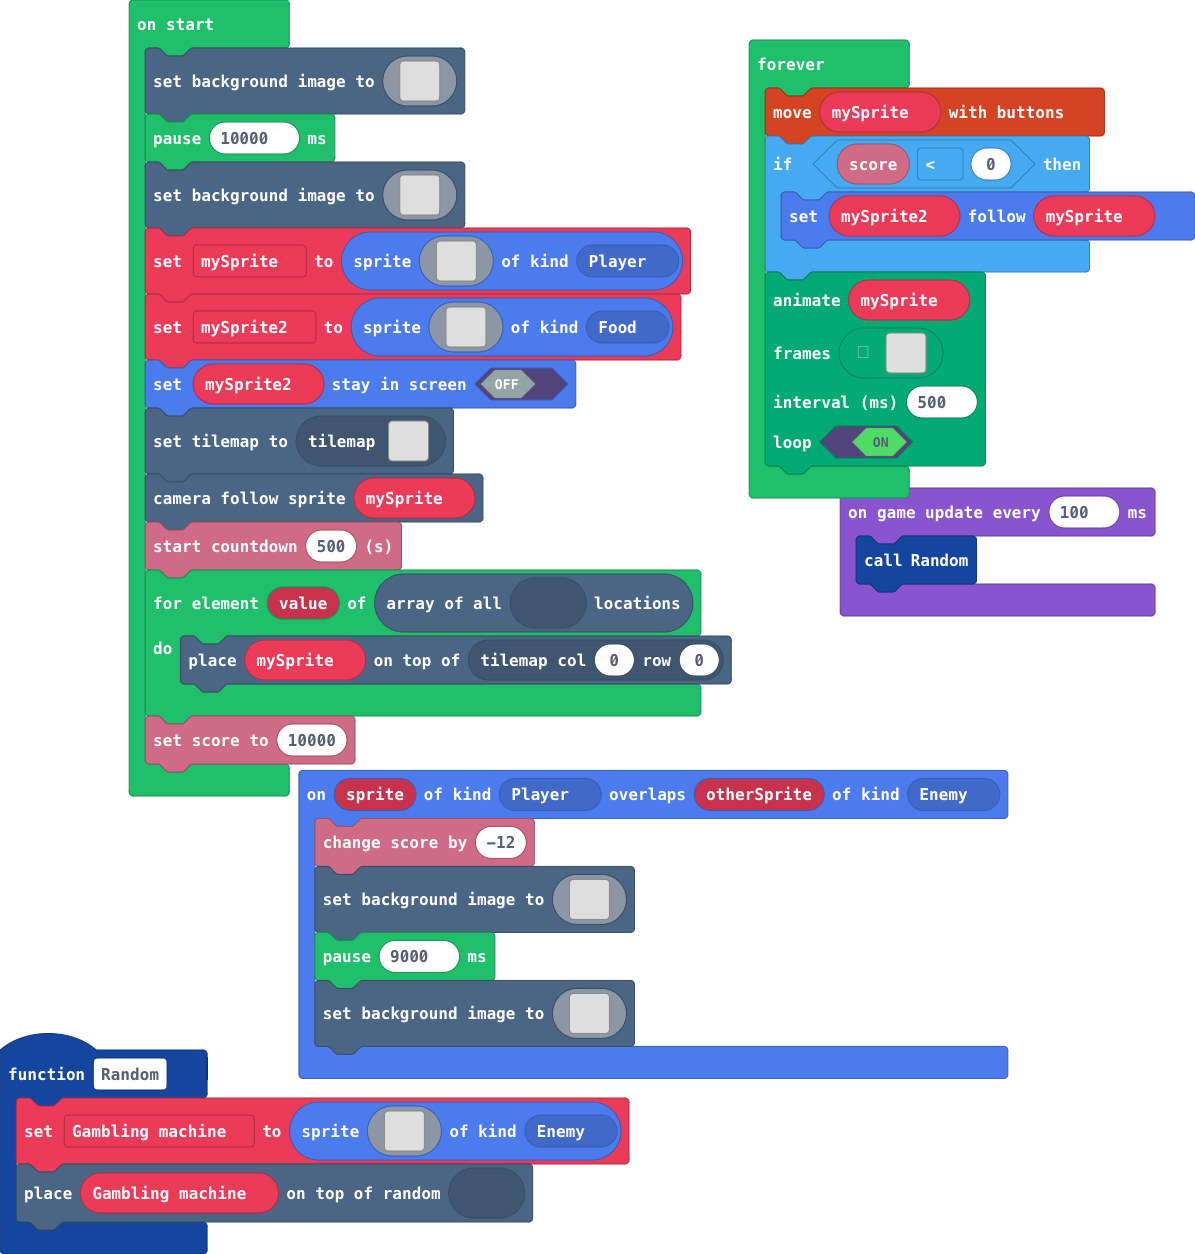 on start
set background image to
pause 10000 ms
set background image to
set mySprite to sprite of kind Player
set mySprite2 to sprite of kind Food
set mySprite2 stay in screen OFF
set tilemap to tilemap
camera follow sprite mySprite
start countdown 500 (s)
for element value of array of all locations
do place mySprite on top of tilemap col 0 row 0
set score to 10000
forever
move mySprite with buttons
if score < 0 then
set mySprite2 follow mySprite
animate mySprite
frames
interval (ms) 500
loop ON
on game update every 100 ms
call Random
on sprite of kind Player overlaps otherSprite of kind Enemy
change score by -12
set background image to
pause 9000 ms
set background image to
function Random
set Gambling machine to sprite of kind Enemy
place Gambling machine on top of random